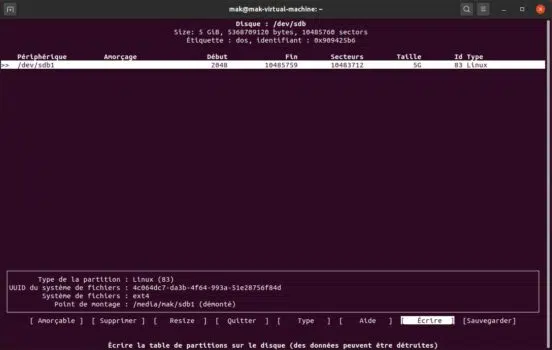 mak@mak-virtual-machine: ~
Disque : /dev/sdb
Size: 5 GiB, 5368709120 bytes, 10485760 sectors
Étiquette : dos, identifiant : 0x909425b6
Périphérique Amorçage Début Fin Secteurs Taille Id Type
>> /dev/sdb1 2048 10485759 10483712 5G 83 Linux
Type de la partition : Linux (83)
UUID du système de fichiers : 4c064dc7-da3b-4f64-993a-51e28756f84d
Système de fichiers : ext4
Point de montage : /media/mak/sdb1 (démonté)
[ Amorçable ] [ Supprimer ] [ Resize ] [ Quitter ] [ Type ] [ Aide ] [ Écrire ] [Sauvegarder]
Écrire la table de partitions sur le disque (des données peuvent être détruites)